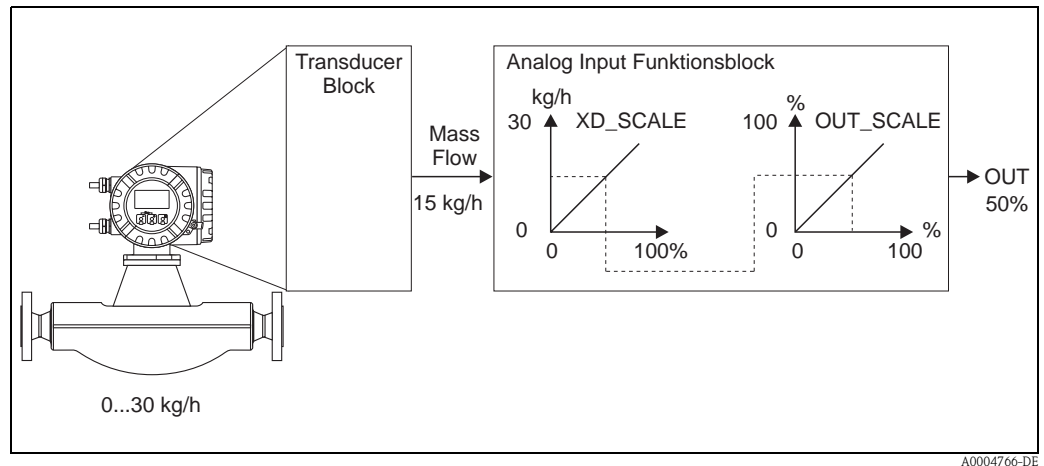 Transducer
Block
Analog Input Funktionsblock
kg/h
30
XD_SCALE
0
0
100%
%
100
OUT_SCALE
0
0
100
%
Mass
Flow
15 kg/h
OUT
50%
0...30 kg/h
A0004766-DE